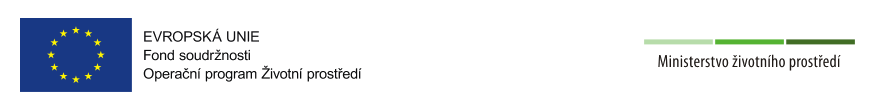 EVROPSKÁ UNIE
Fond soudržnosti
Operační program Životní prostředí
Ministerstvo životního prostředí